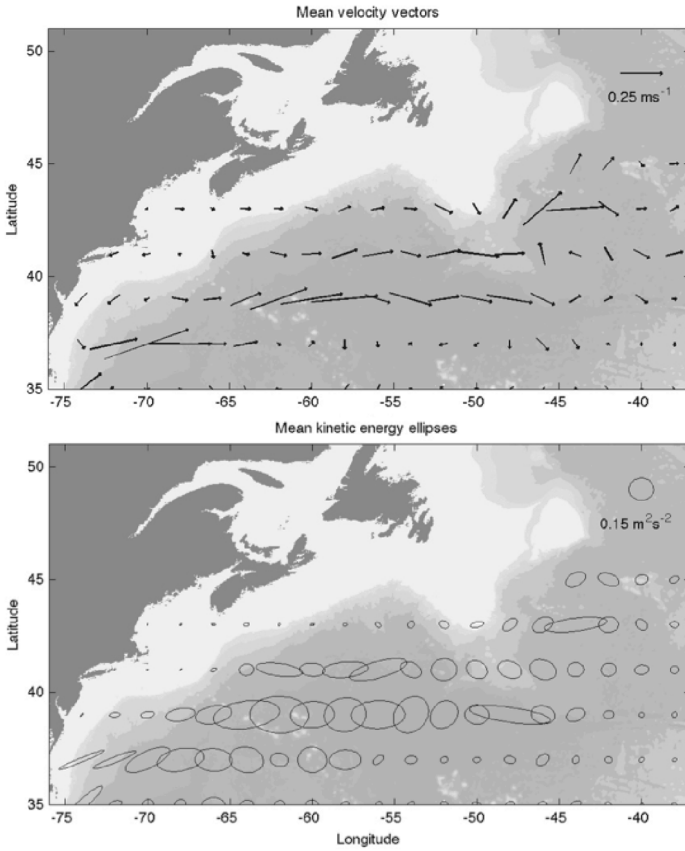 Mean velocity vectors
50
45
40
35
Latitude
0.25 ms⁻¹
-75 -70 -65 -60 -55 -50 -45 -40
Mean kinetic energy ellipses
50
45
40
35
Latitude
0.15 m²s⁻²
-75 -70 -65 -60 -55 -50 -45 -40
Longitude